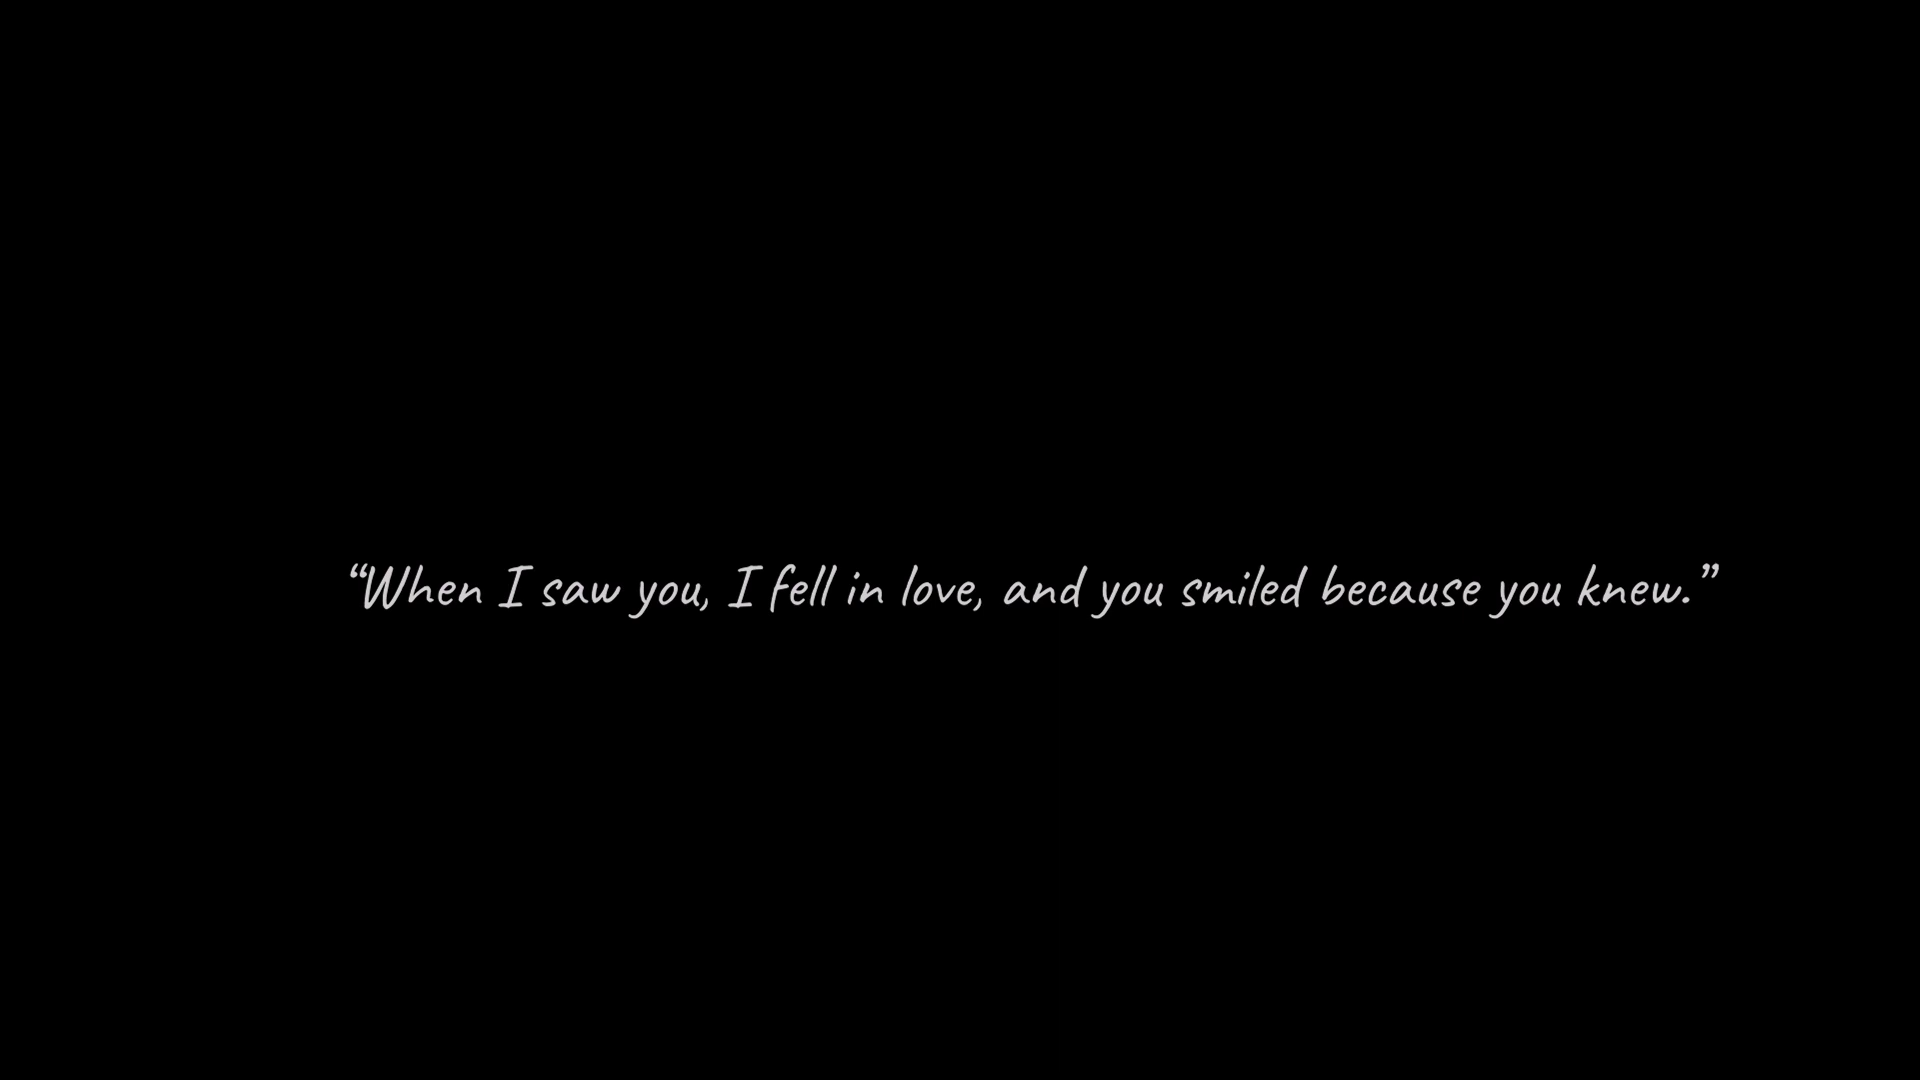 “When I saw you, I fell in love, and you smiled because you knew.”